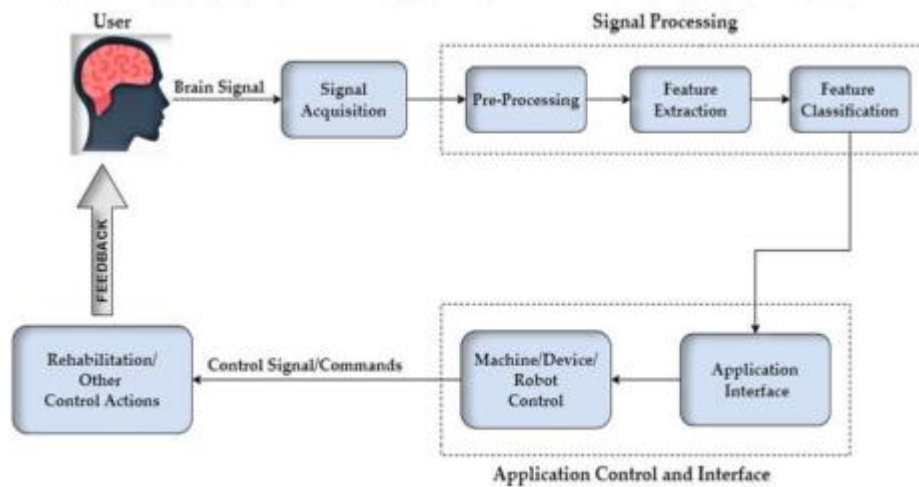 User
Signal Processing
Brain Signal
Signal
Acquisition
Pre-Processing
Feature
Extraction
Feature
Classification
FEEDBACK
Rehabilitation/
Other
Control Actions
Control Signal/Commands
Machine/Device/
Robot
Control
Application
Interface
Application Control and Interface